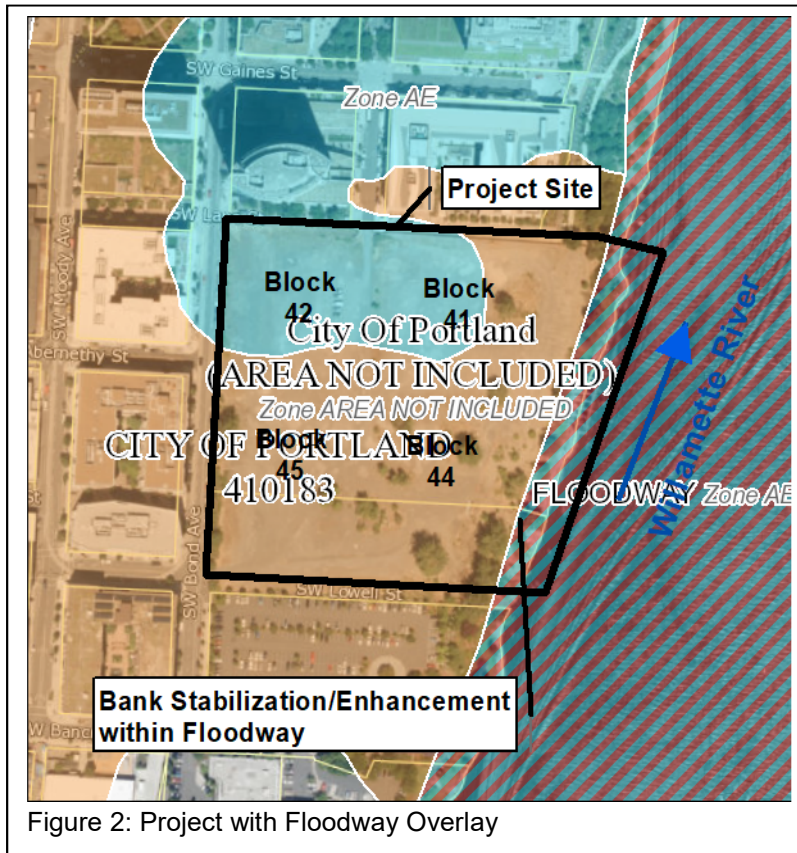 SW Gaines St
Zone AE
Project Site
SW La
SW Moody Ave
Block
42
Block
41
City Of Portland
(AREA NOT INCLUDED)
Zone AREA NOT INCLUDED
Abernethy St
CITY OF PORTLAND
410183
Block
45
Block
44
Willamette River
FLOODWAY Zone AE
St
SW Bond Ave
SW Lowell St
Bank Stabilization/Enhancement
within Floodway
W Banc
Figure 2: Project with Floodway Overlay